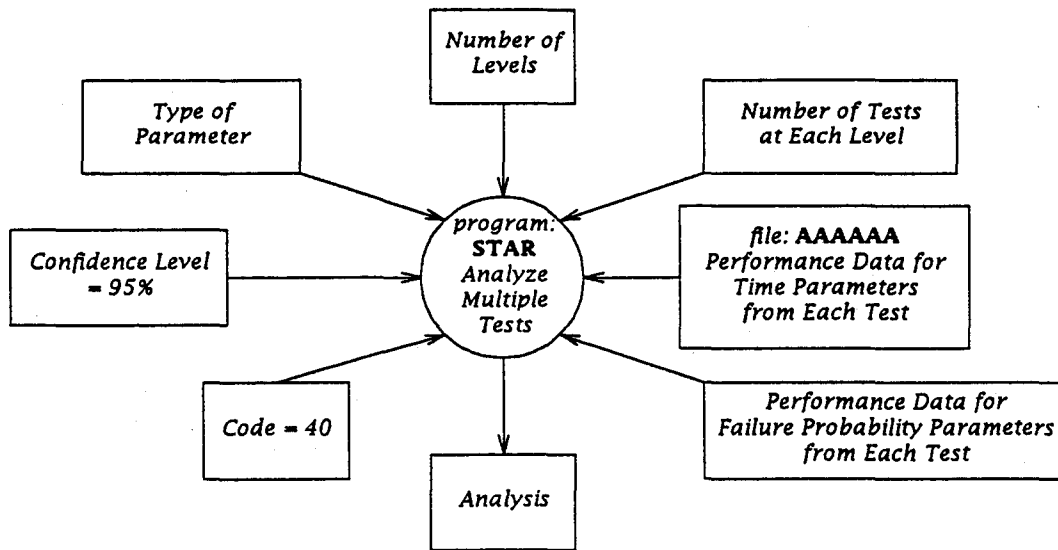 Number of
Levels
Type of
Parameter
Number of Tests
at Each Level
program:
STAR
Analyze
Multiple
Tests
Confidence Level
= 95%
file: AAAAAA
Performance Data for
Time Parameters
from Each Test
Code = 40
Performance Data for
Failure Probability Parameters
from Each Test
Analysis